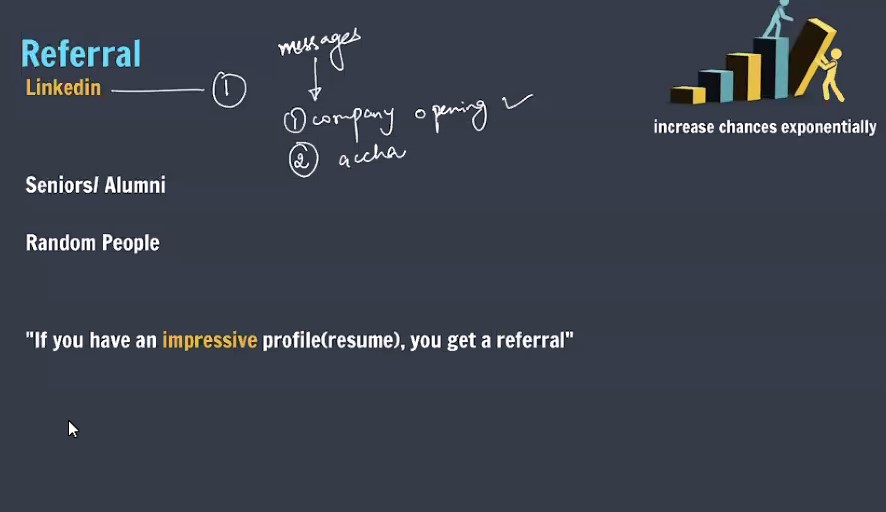 Referral
Linkedin
①
messages
① company opening ✓
② accha
increase chances exponentially
Seniors/ Alumni
Random People
"If you have an impressive profile(resume), you get a referral"